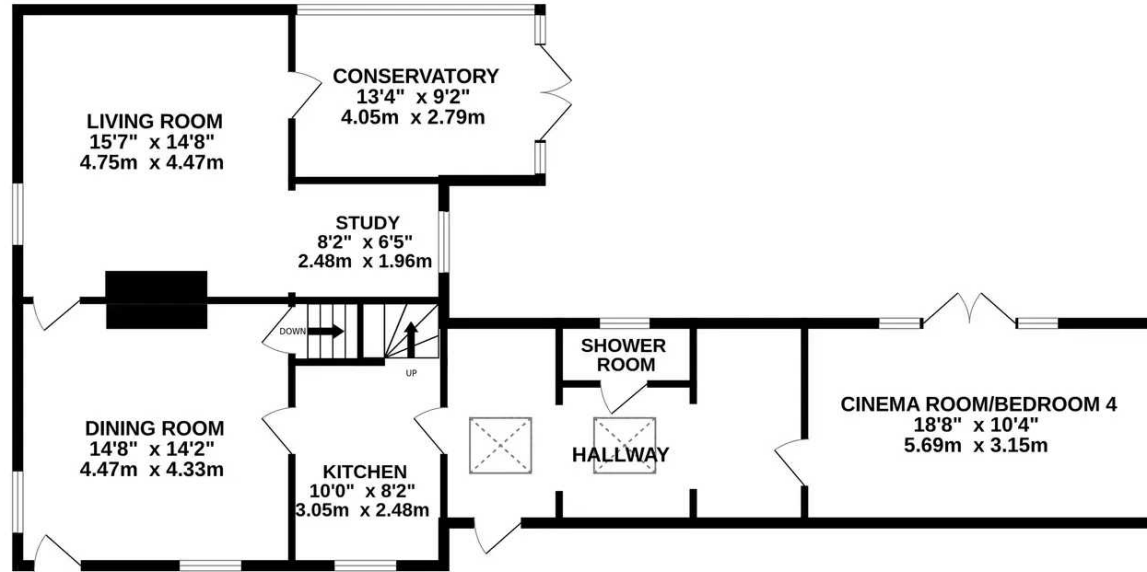 CONSERVATORY
13'4" x 9'2"
4.05m x 2.79m
LIVING ROOM
15'7" x 14'8"
4.75m x 4.47m
STUDY
8'2" x 6'5"
2.48m x 1.96m
DOWN
UP
SHOWER
ROOM
DINING ROOM
14'8" x 14'2"
4.47m x 4.33m
KITCHEN
10'0" x 8'2"
3.05m x 2.48m
HALLWAY
CINEMA ROOM/BEDROOM 4
18'8" x 10'4"
5.69m x 3.15m